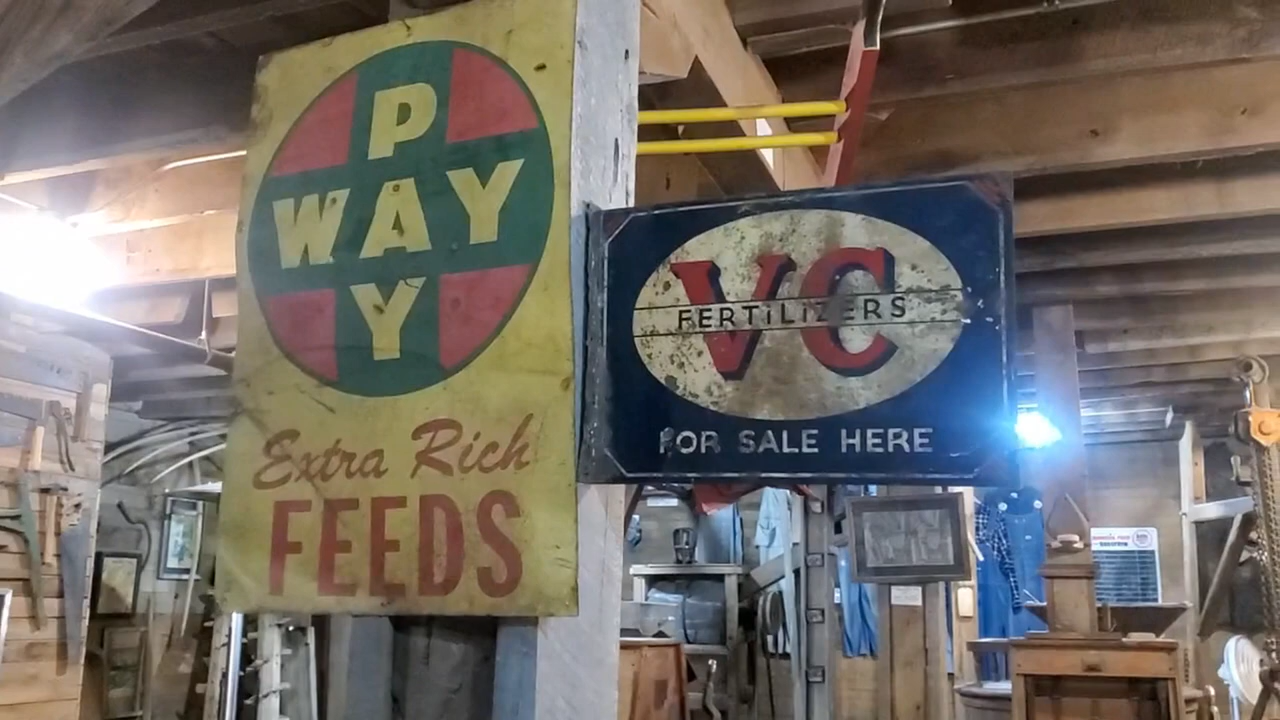 P
WAY
Y
Extra Rich
FEEDS
VC
FERTILIZERS
FOR SALE HERE